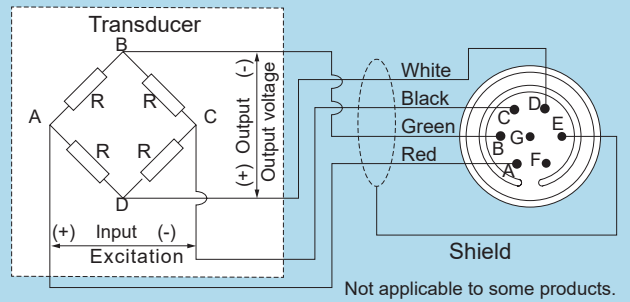 Transducer
B
A
R
R
C
R
R
D
(-)
Output
(+)
Output voltage
(+) Input (-)
Excitation
White
Black
Green
Red
D
C
E
G
B
A
F
Shield
Not applicable to some products.